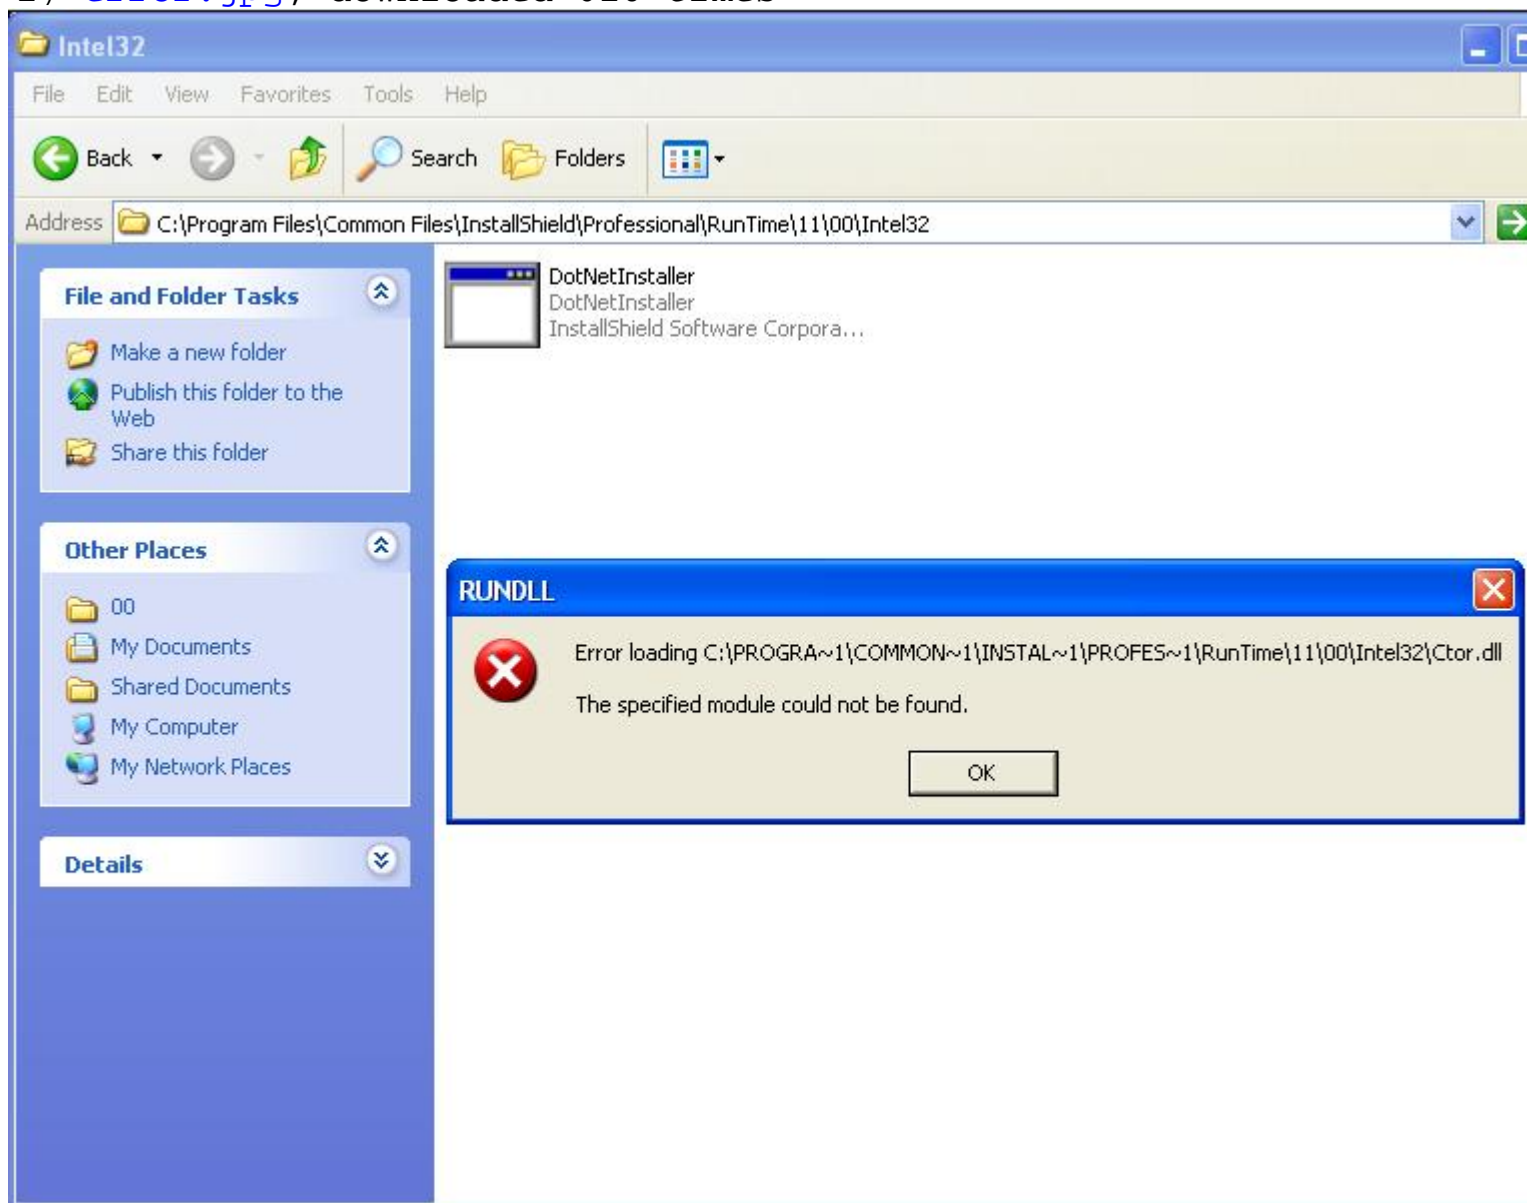 Intel32
File Edit View Favorites Tools Help
Back Search Folders
Address C:\Program Files\Common Files\InstallShield\Professional\RunTime\11\00\Intel32
File and Folder Tasks
Make a new folder
Publish this folder to the
Web
Share this folder
Other Places
00
My Documents
Shared Documents
My Computer
My Network Places
Details
DotNetInstaller
DotNetInstaller
InstallShield Software Corpora...
RUNDLL
Error loading C:\PROGRA~1\COMMON~1\INSTAL~1\PROFES~1\RunTime\11\00\Intel32\Ctor.dll
The specified module could not be found.
OK